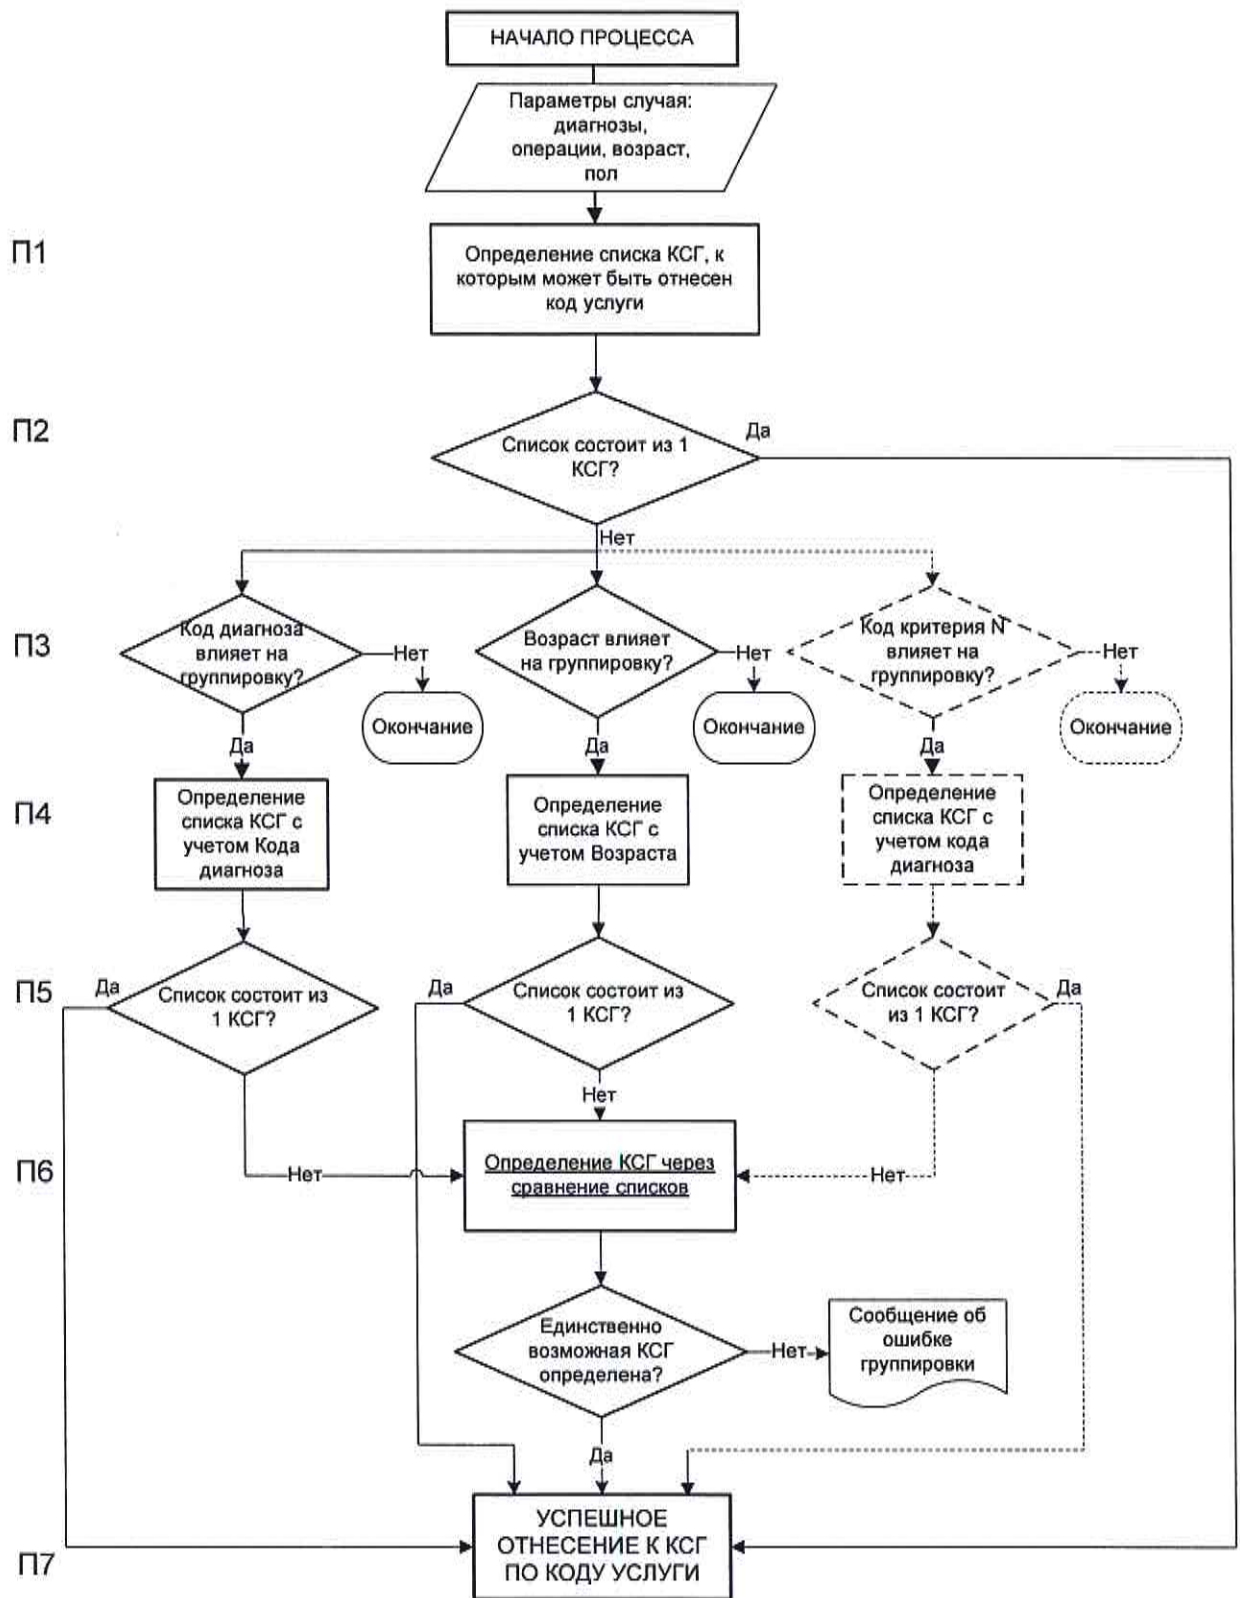 НАЧАЛО ПРОЦЕССА
Параметры случая:
диагнозы,
операции, возраст,
пол
П1
Определение списка КСГ, к
которым может быть отнесен
код услуги
П2
Список состоит из 1
КСГ?
Да
Нет
П3
Код диагноза
влияет на
группировку?
Нет
Окончание
Возраст влияет
на группировку?
Нет
Окончание
Код критерия N
влияет на
группировку?
Нет
Окончание
Да
Да
Да
П4
Определение
списка КСГ с
учетом Кода
диагноза
Определение
списка КСГ с
учетом Возраста
Определение
списка КСГ с
учетом кода
диагноза
П5
Да
Список состоит из
1 КСГ?
Да
Список состоит из
1 КСГ?
Список состоит
из 1 КСГ?
Да
Нет
П6
Нет
Определение КСГ через
сравнение списков
Нет
Единственно
возможная КСГ
определена?
Нет
Сообщение об
ошибке
группировки
Да
П7
УСПЕШНОЕ
ОТНЕСЕНИЕ К КСГ
ПО КОДУ УСЛУГИ